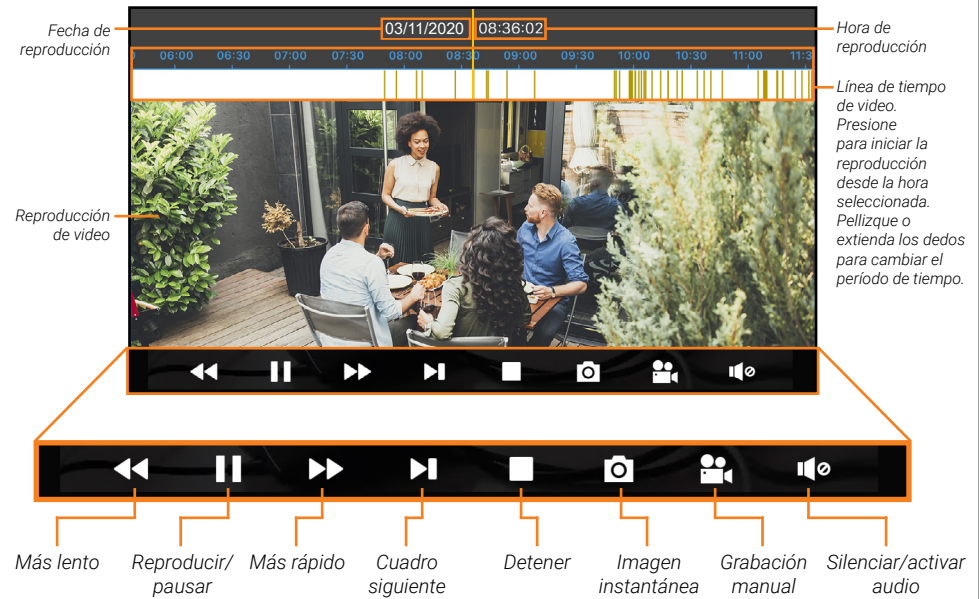 Fecha de
reproducción
03/11/2020
08:36:02
Hora de
reproducción
06:00 06:30 07:00 07:30 08:00 08:30 09:00 09:30 10:00 10:30 11:00 11:3
Línea de tiempo
de video.
Presione
para iniciar la
reproducción
desde la hora
seleccionada.
Pellizque o
extienda los dedos
para cambiar el
período de tiempo.
Reproducción
de video
Más lento
Reproducir/
pausar
Más rápido
Cuadro
siguiente
Detener
Imagen
instantánea
Grabación
manual
Silenciar/activar
audio